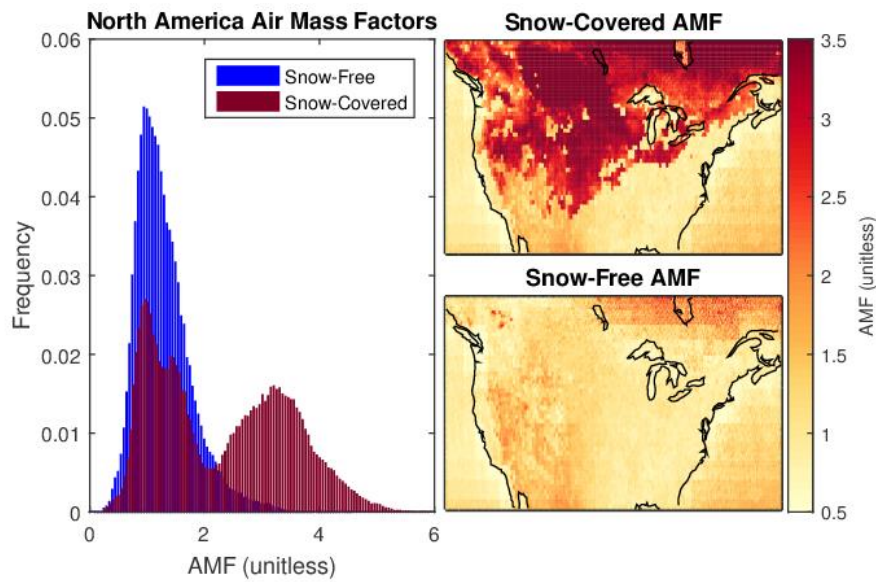 North America Air Mass Factors
0.06
0.05
0.04
0.03
0.02
0.01
0
Frequency
Snow-Free
Snow-Covered
0
2
4
6
AMF (unitless)
Snow-Covered AMF
Snow-Free AMF
3.5
3
2.5
2
1.5
1
0.5
AMF (unitless)